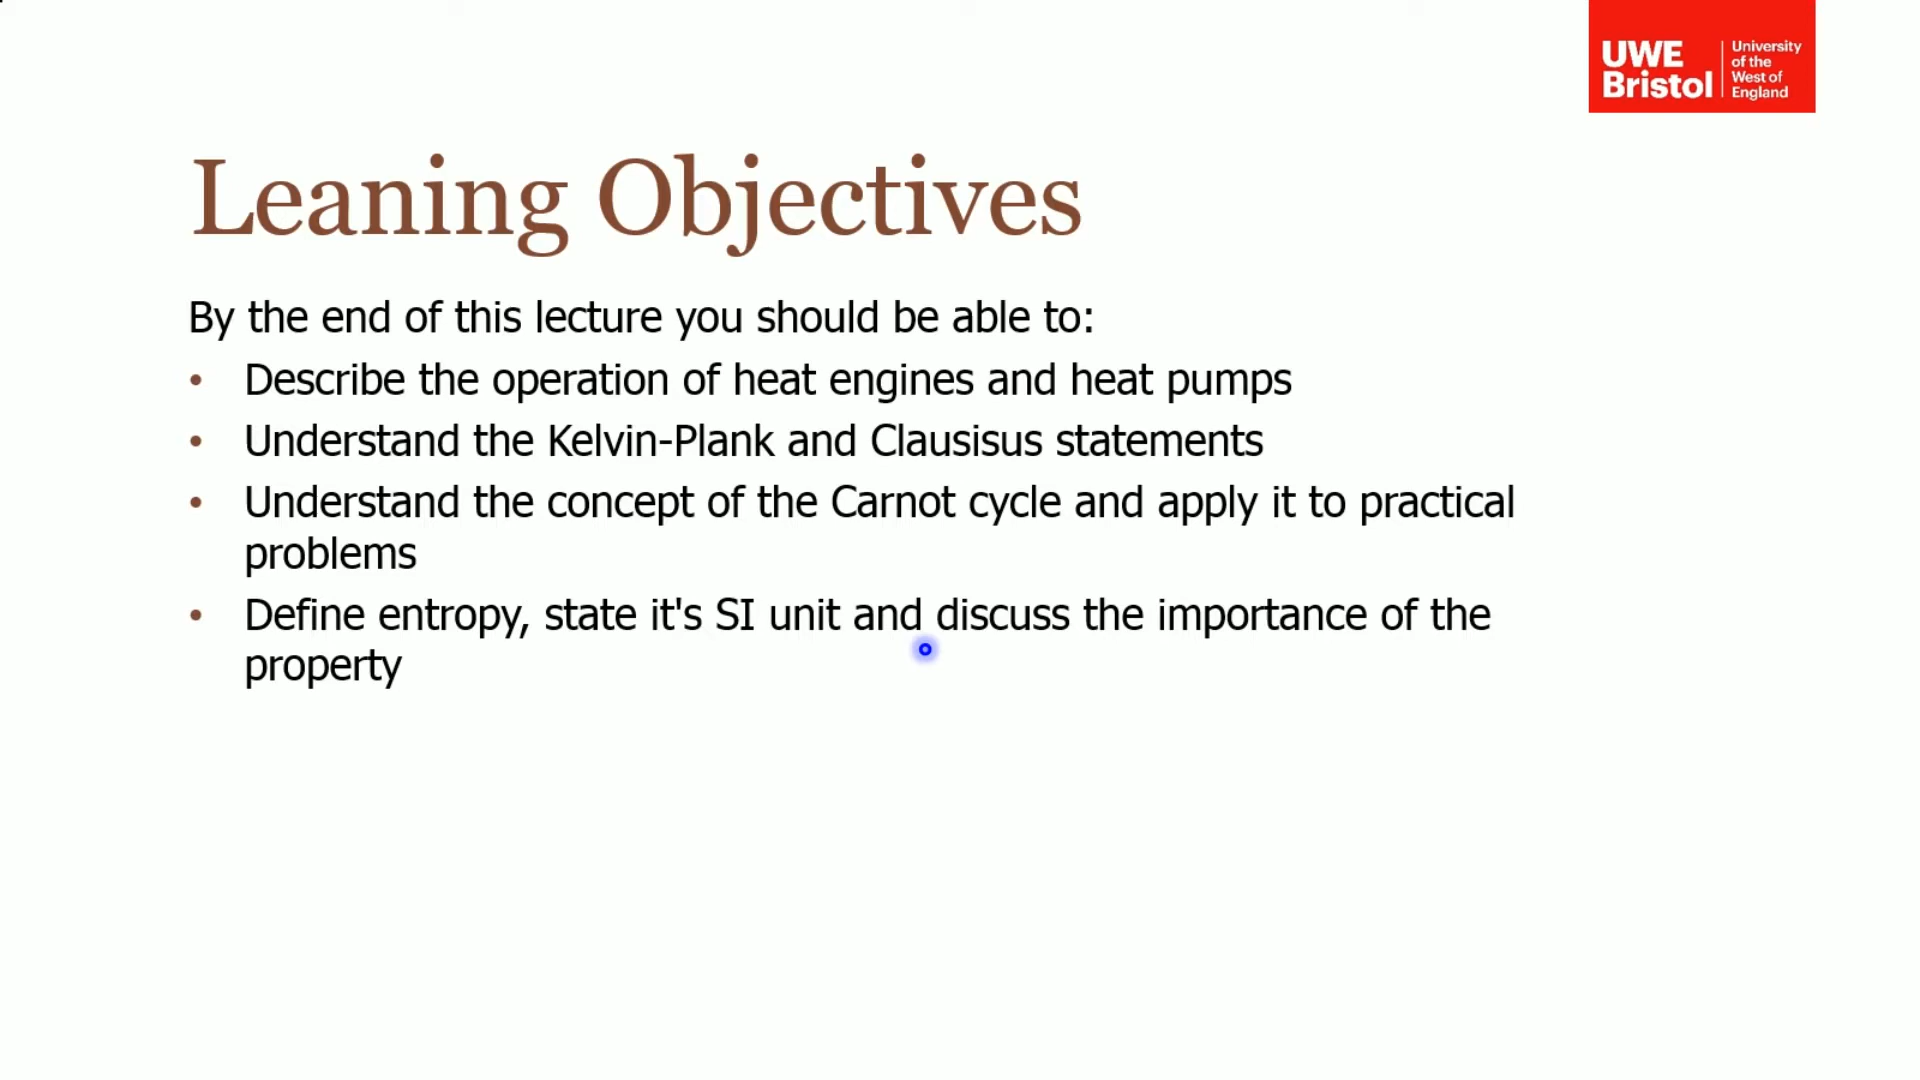 UWE
Bristol
University
of the
West of
England
Leaning Objectives
By the end of this lecture you should be able to:
• Describe the operation of heat engines and heat pumps
• Understand the Kelvin-Plank and Clausisus statements
• Understand the concept of the Carnot cycle and apply it to practical
problems
• Define entropy, state it's SI unit and discuss the importance of the
property